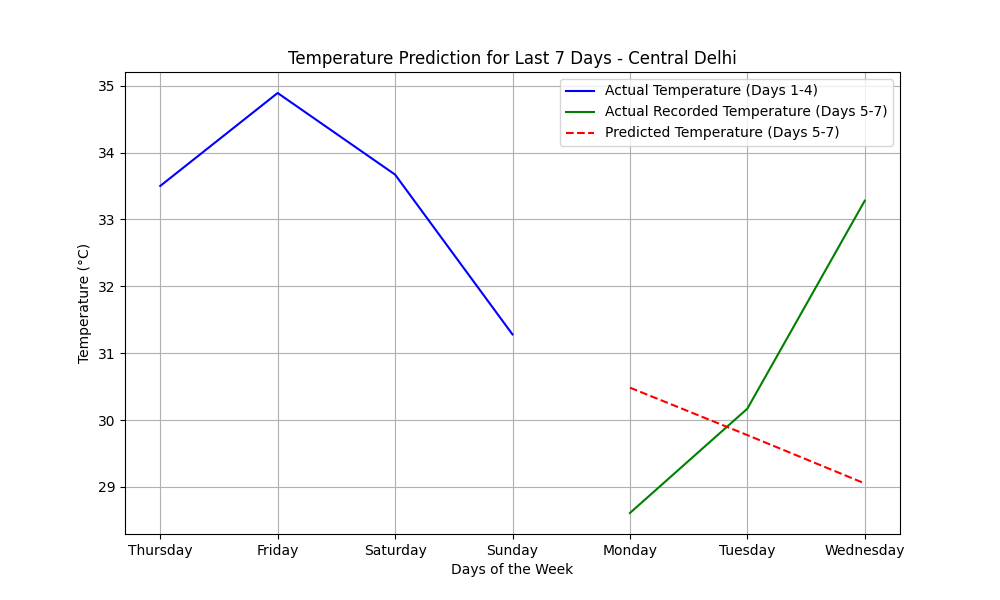 Temperature Prediction for Last 7 Days - Central Delhi
Actual Temperature (Days 1-4)
Actual Recorded Temperature (Days 5-7)
Predicted Temperature (Days 5-7)
Temperature (°C)
35
34
33
32
31
30
29
Thursday Friday Saturday Sunday Monday Tuesday Wednesday
Days of the Week